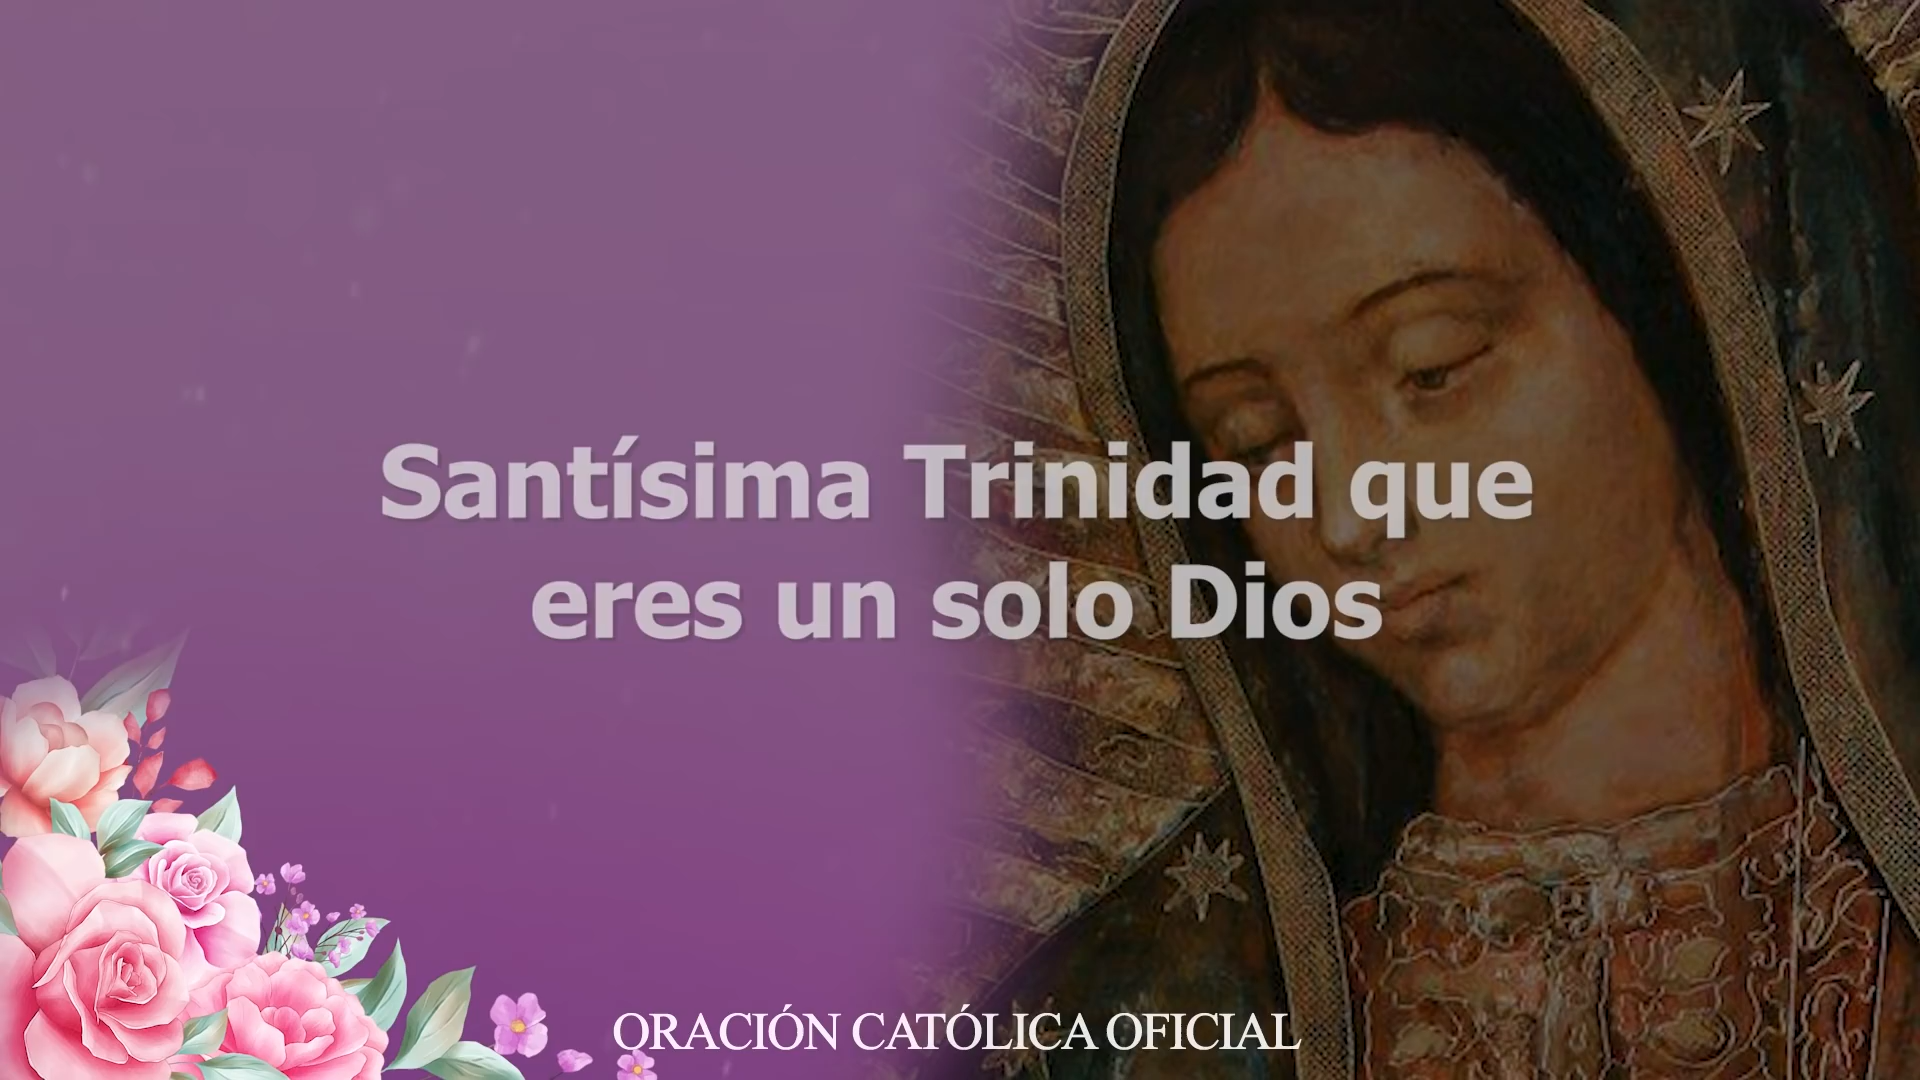 Santísima Trinidad que
eres un solo Dios
ORACIÓN CATÓLICA OFICIAL